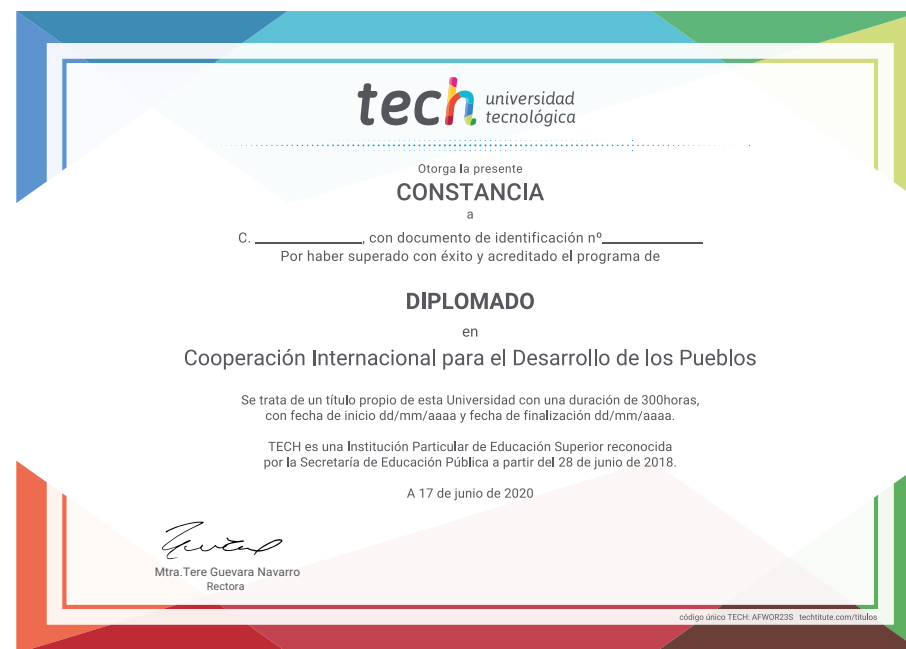 tech universidad
tecnológica
Otorga la presente
CONSTANCIA
a
C. ____________, con documento de identificación nº____________
Por haber superado con éxito y acreditado el programa de
DIPLOMADO
en
Cooperación Internacional para el Desarrollo de los Pueblos
Se trata de un título propio de esta Universidad con una duración de 300horas,
con fecha de inicio dd/mm/aaaa y fecha de finalización dd/mm/aaaa.
TECH es una Institución Particular de Educación Superior reconocida
por la Secretaría de Educación Pública a partir del 28 de junio de 2018.
A 17 de junio de 2020
Mtra.Tere Guevara Navarro
Rectora
código único TECH: AFWOR23S techtitute.com/titulos